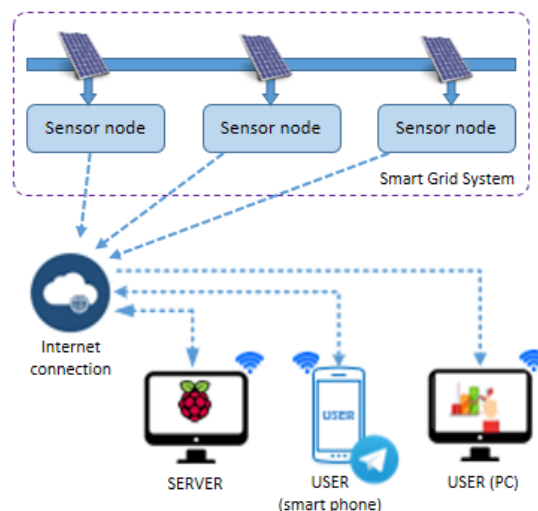 Sensor node
Sensor node
Sensor node
Smart Grid System
Internet
connection
USER
SERVER
USER
(smart phone)
USER (PC)